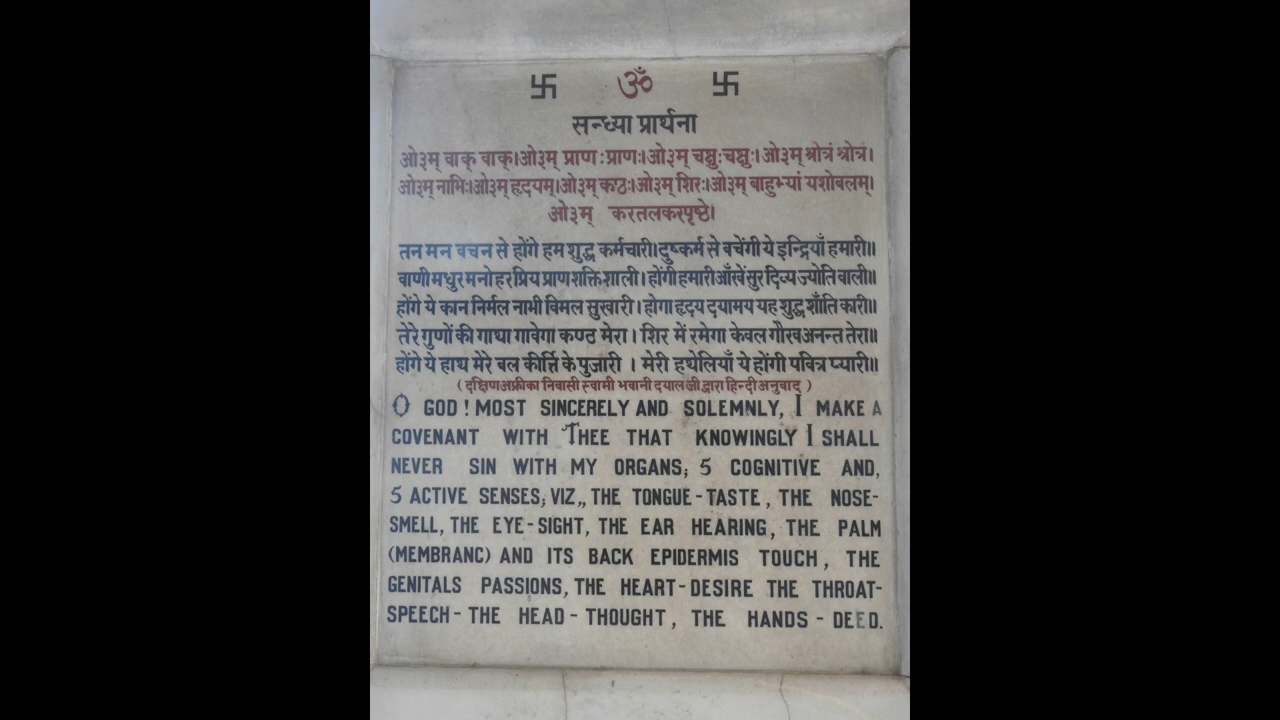 卐 ॐ 卐
सन्ध्या प्रार्थना
ओ३म् वाक् वाक्।ओ३म् प्राणःप्राणः।ओ३म् चक्षुःचक्षुः।ओ३म् श्रोत्रं श्रोत्र।
ओ३म् नाभिः।ओ३म् हृदयम्।ओ३म् कण्ठः।ओ३म् शिरः।ओ३म् बाहुभ्यां यशोबलम्।
ओ३म् करतलकरपृष्ठे।
तन मन वचन से होंगे हम शुद्ध कर्मचारी॥दुष्कर्म से बचेंगी ये इन्द्रियाँ हमारी॥
वाणी मधुर मनोहर प्रिय प्राण शक्ति शाली। होंगी हमारी आँखें सुर दिव्य ज्योति वाली॥
होंगे ये कान निर्मल नाभी विमल सुखारी। होगा हृदय दयामय यह शुद्ध शाँति कारी॥
तेरे गुणों की गाथा गावेगा कण्ठ मेरा। शिर में रमेगा केवल गौरव अनन्त तेरा॥
होंगे ये हाथ मेरे बल कीर्त्ति के पुजारी । मेरी हथेलियाँ ये होंगी पवित्र प्यारी॥
( दक्षिण अफ्रीका निवासी स्वामी भवानी दयाल जी द्वारा हिन्दी अनुवाद )
O GOD! MOST SINCERELY AND SOLEMNLY, I MAKE A
COVENANT WITH THEE THAT KNOWINGLY I SHALL
NEVER SIN WITH MY ORGANS; 5 COGNITIVE AND,
5 ACTIVE SENSES; VIZ,, THE TONGUE-TASTE, THE NOSE-
SMELL, THE EYE-SIGHT, THE EAR HEARING, THE PALM
(MEMBRANC) AND ITS BACK EPIDERMIS TOUCH, THE
GENITALS PASSIONS, THE HEART-DESIRE THE THROAT-
SPEECH-THE HEAD-THOUGHT, THE HANDS-DEED.